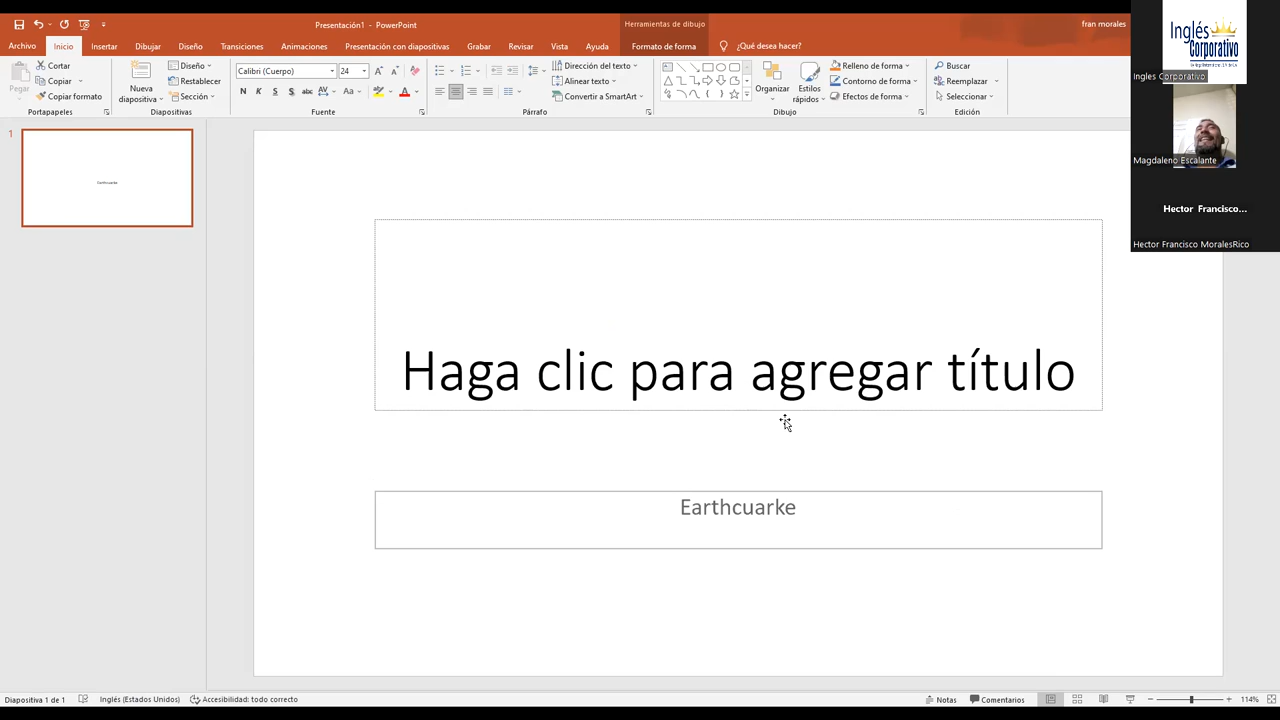 Presentación1 - PowerPoint
Herramientas de dibujo
fran morales
Archivo Inicio Insertar Dibujar Diseño Transiciones Animaciones Presentación con diapositivas Grabar Revisar Vista Ayuda Formato de forma ¿Qué desea hacer?
Pegar
Cortar
Copiar
Copiar formato
Portapapeles
Nueva
diapositiva
Diseño
Restablecer
Sección
Diapositivas
Calibri (Cuerpo) 24
N K S S abc AV Aa A
Fuente
Dirección del texto
Alinear texto
Convertir a SmartArt
Párrafo
Organizar
Estilos
rápidos
Relleno de forma
Contorno de forma
Efectos de forma
Dibujo
Buscar
Reemplazar
Seleccionar
Edición
1
Earthcuarke
Haga clic para agregar título
Earthcuarke
Inglés
Corporativo
Ingles Corporativo
Magdaleno Escalante
Hector Francisco...
Hector Francisco MoralesRico
Diapositiva 1 de 1 Inglés (Estados Unidos) Accesibilidad: todo correcto Notas Comentarios 114%